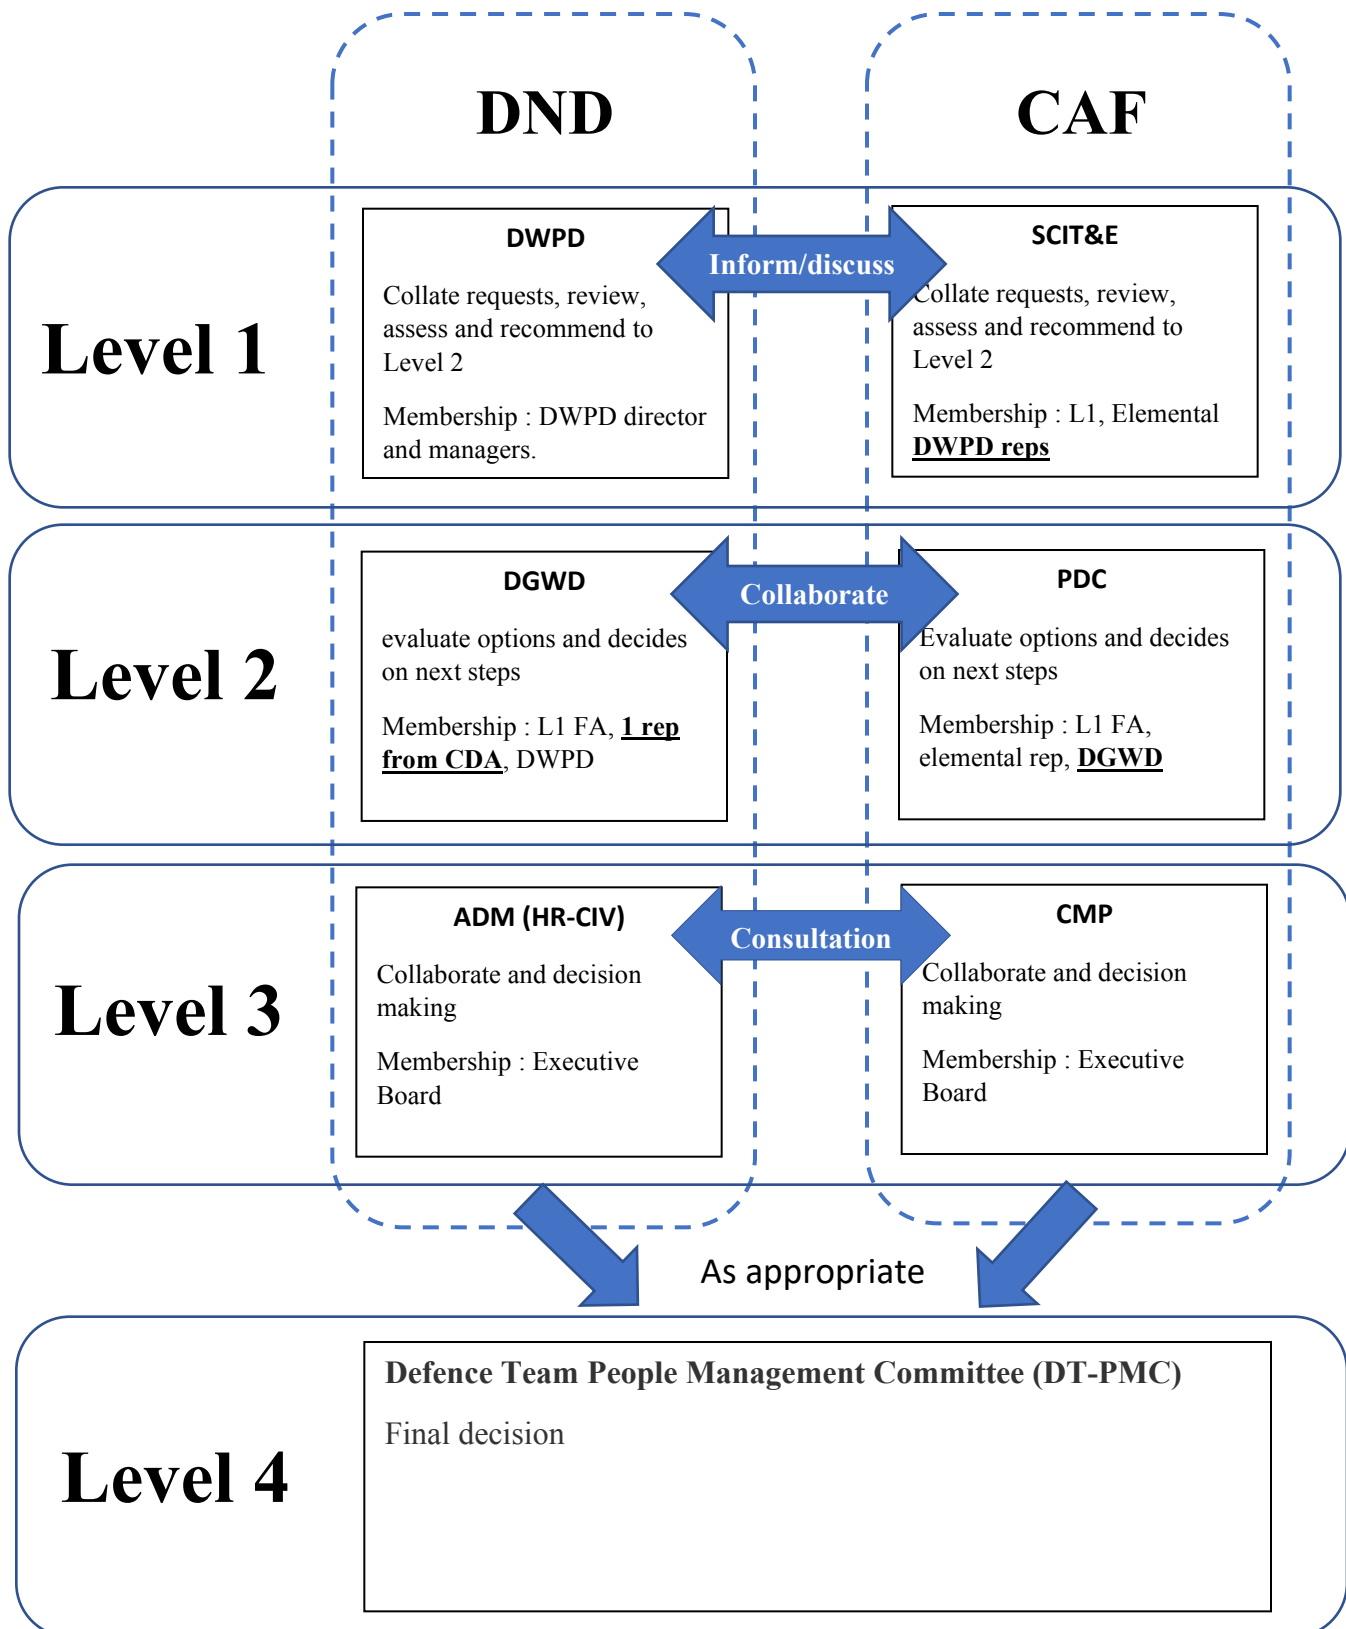 DND
CAF
Level 1
DWPD
Collate requests, review,
assess and recommend to
Level 2
Membership : DWPD director
and managers.
Inform/discuss
SCIT&E
Collate requests, review,
assess and recommend to
Level 2
Membership : L1, Elemental
DWPD reps
Level 2
DGWD
evaluate options and decides
on next steps
Membership : L1 FA, 1 rep
from CDA, DWPD
Collaborate
PDC
Evaluate options and decides
on next steps
Membership : L1 FA,
elemental rep, DGWD
Level 3
ADM (HR-CIV)
Collaborate and decision
making
Membership : Executive
Board
Consultation
CMP
Collaborate and decision
making
Membership : Executive
Board
As appropriate
Level 4
Defence Team People Management Committee (DT-PMC)
Final decision